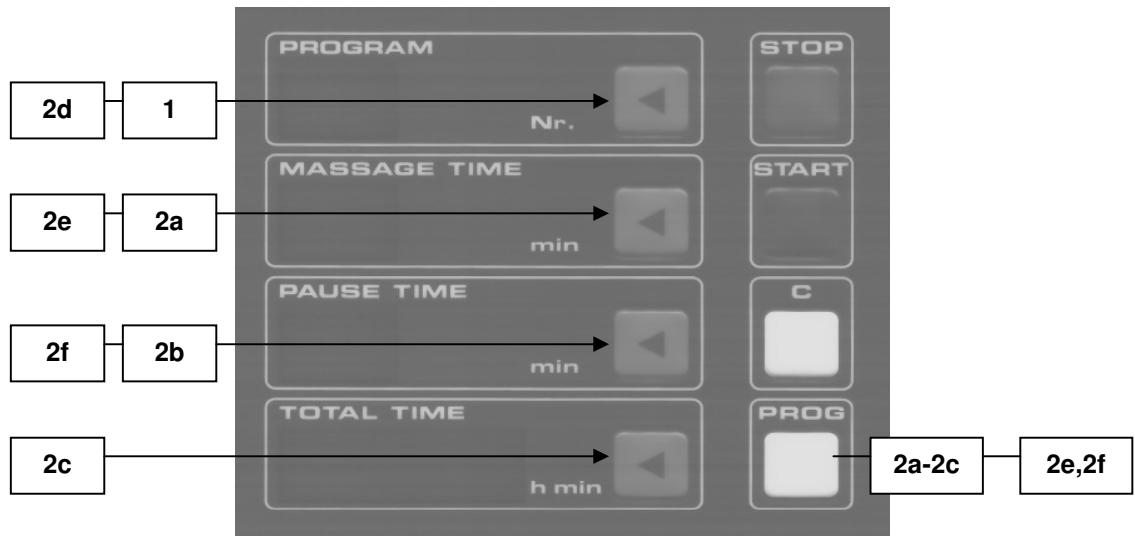 PROGRAM STOP
2d 1
Nr.
MASSAGE TIME START
2e 2a
min
PAUSE TIME C
2f 2b
min
TOTAL TIME PROG
2c 2a-2c 2e,2f
h min